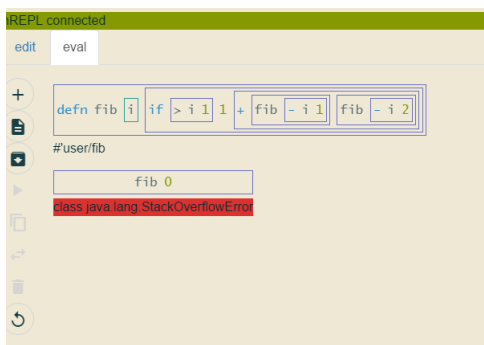 nREPL connected
edit eval
defn fib i if > i 1 1 + fib - i 1 fib - i 2
#'user/fib
fib 0
class java.lang.StackOverflowError